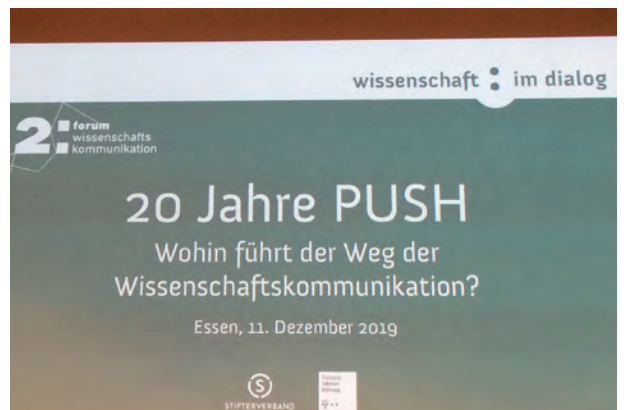 wissenschaft : im dialog
2:
forum
wissenschafts
kommunikation
20 Jahre PUSH
Wohin führt der Weg der
Wissenschaftskommunikation?
Essen, 11. Dezember 2019
S
STIFTERVERBAND